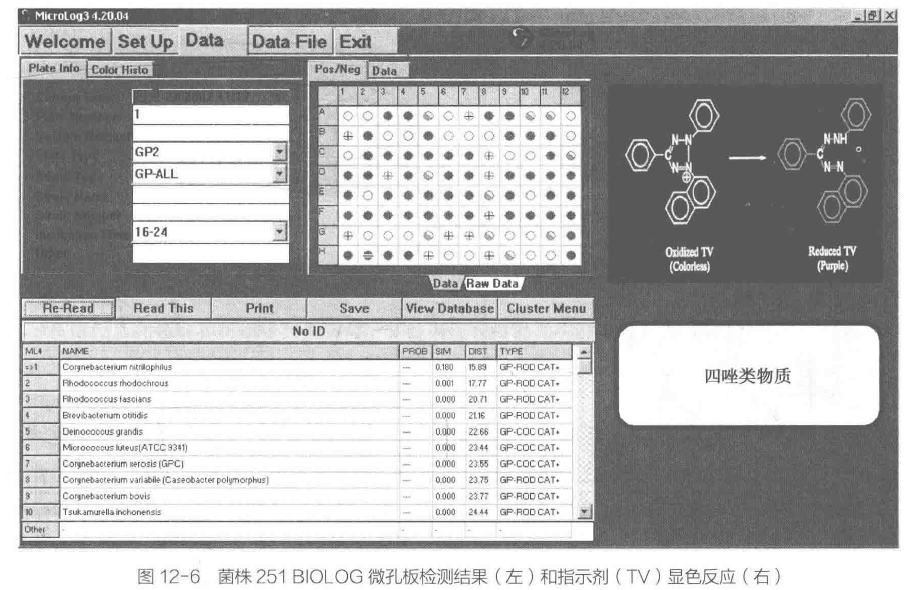 MicroLog3 4.20.04
Welcome Set Up Data Data File Exit
Plate Info Color Histo
Pos/Neg Data
1 2 3 4 5 6 7 8 9 10 11 12
A
B
C
D
E
F
G
H
1
GP2
GP-ALL
16-24
Data Raw Data
N N
C
N=N
N-NH
C
N=N
Oxidized TV
(Colorless)
Reduced TV
(Purple)
Re-Read Read This Print Save View Database Cluster Menu
No ID
ML# NAME PROB SIM DIST TYPE
=>1 Corynebacterium nitrilophilus --- 0.180 15.89 GP-ROD CAT+
2 Rhodococcus rhodochrous --- 0.001 17.77 GP-ROD CAT+
3 Rhodococcus fascians --- 0.000 20.71 GP-ROD CAT+
4 Brevibacterium otitidis --- 0.000 21.16 GP-ROD CAT+
5 Deinococcus grandis --- 0.000 22.66 GP-COC CAT+
6 Micrococcus luteus(ATCC 9341) --- 0.000 23.44 GP-COC CAT+
7 Corynebacterium xerosis (GPC) --- 0.000 23.55 GP-COC CAT+
8 Corynebacterium variabile (Caseobacter polymorphus) --- 0.000 23.75 GP-ROD CAT+
9 Corynebacterium bovis --- 0.000 23.77 GP-ROD CAT+
10 Tsukamurella inchonensis --- 0.000 24.44 GP-ROD CAT+
Other - - - -
四唑类物质
图 12-6 菌株 251 BIOLOG 微孔板检测结果（左）和指示剂（TV）显色反应（右）